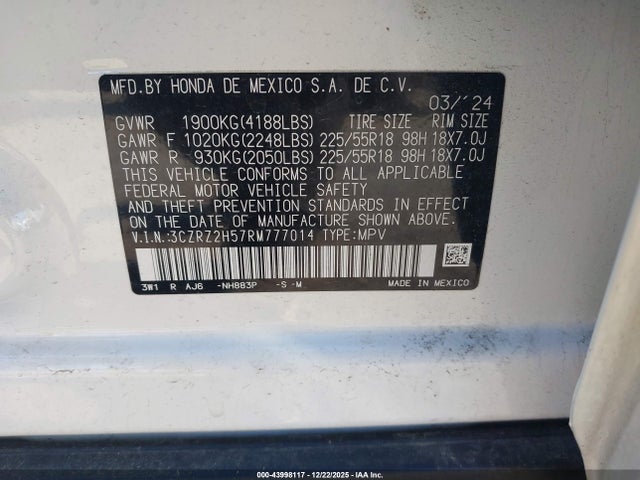 MFD.BY HONDA DE MEXICO S.A. DE C.V.
03/'24
GVWR 1900KG(4188LBS) TIRE SIZE RIM SIZE
GAWR F 1020KG(2248LBS) 225/55R18 98H 18X7.0J
GAWR R 930KG(2050LBS) 225/55R18 98H 18X7.0J
THIS VEHICLE CONFORMS TO ALL APPLICABLE
FEDERAL MOTOR VEHICLE SAFETY
AND THEFT PREVENTION STANDARDS IN EFFECT
ON THE DATE OF MANUFACTURE SHOWN ABOVE.
V.I.N.:3CZRZ2H57RM777014 TYPE:MPV
3W1 R AJ6 -NH883P -S -M MADE IN MEXICO
000-43998117 - 12/22/2025 - IAA Inc.